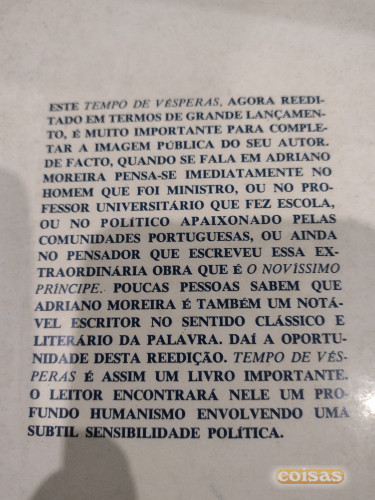 ESTE TEMPO DE VÉSPERAS, AGORA REEDI-
TADO EM TERMOS DE GRANDE LANÇAMEN-
TO, É MUITO IMPORTANTE PARA COMPLE-
TAR A IMAGEM PÚBLICA DO SEU AUTOR.
DE FACTO, QUANDO SE FALA EM ADRIANO
MOREIRA PENSA-SE IMEDIATAMENTE NO
HOMEM QUE FOI MINISTRO, OU NO PRO-
FESSOR UNIVERSITÁRIO QUE FEZ ESCOLA,
OU NO POLÍTICO APAIXONADO PELAS
COMUNIDADES PORTUGUESAS, OU AINDA
NO PENSADOR QUE ESCREVEU ESSA EX-
TRAORDINÁRIA OBRA QUE É O NOVÍSSIMO
PRÍNCIPE. POUCAS PESSOAS SABEM QUE
ADRIANO MOREIRA É TAMBÉM UM NOTÁ-
VEL ESCRITOR NO SENTIDO CLÁSSICO E
LITERÁRIO DA PALAVRA. DAÍ A OPORTU-
NIDADE DESTA REEDIÇÃO. TEMPO DE VÉS-
PERAS É ASSIM UM LIVRO IMPORTANTE.
O LEITOR ENCONTRARÁ NELE UM PRO-
FUNDO HUMANISMO ENVOLVENDO UMA
SUBTIL SENSIBILIDADE POLÍTICA.
coisas